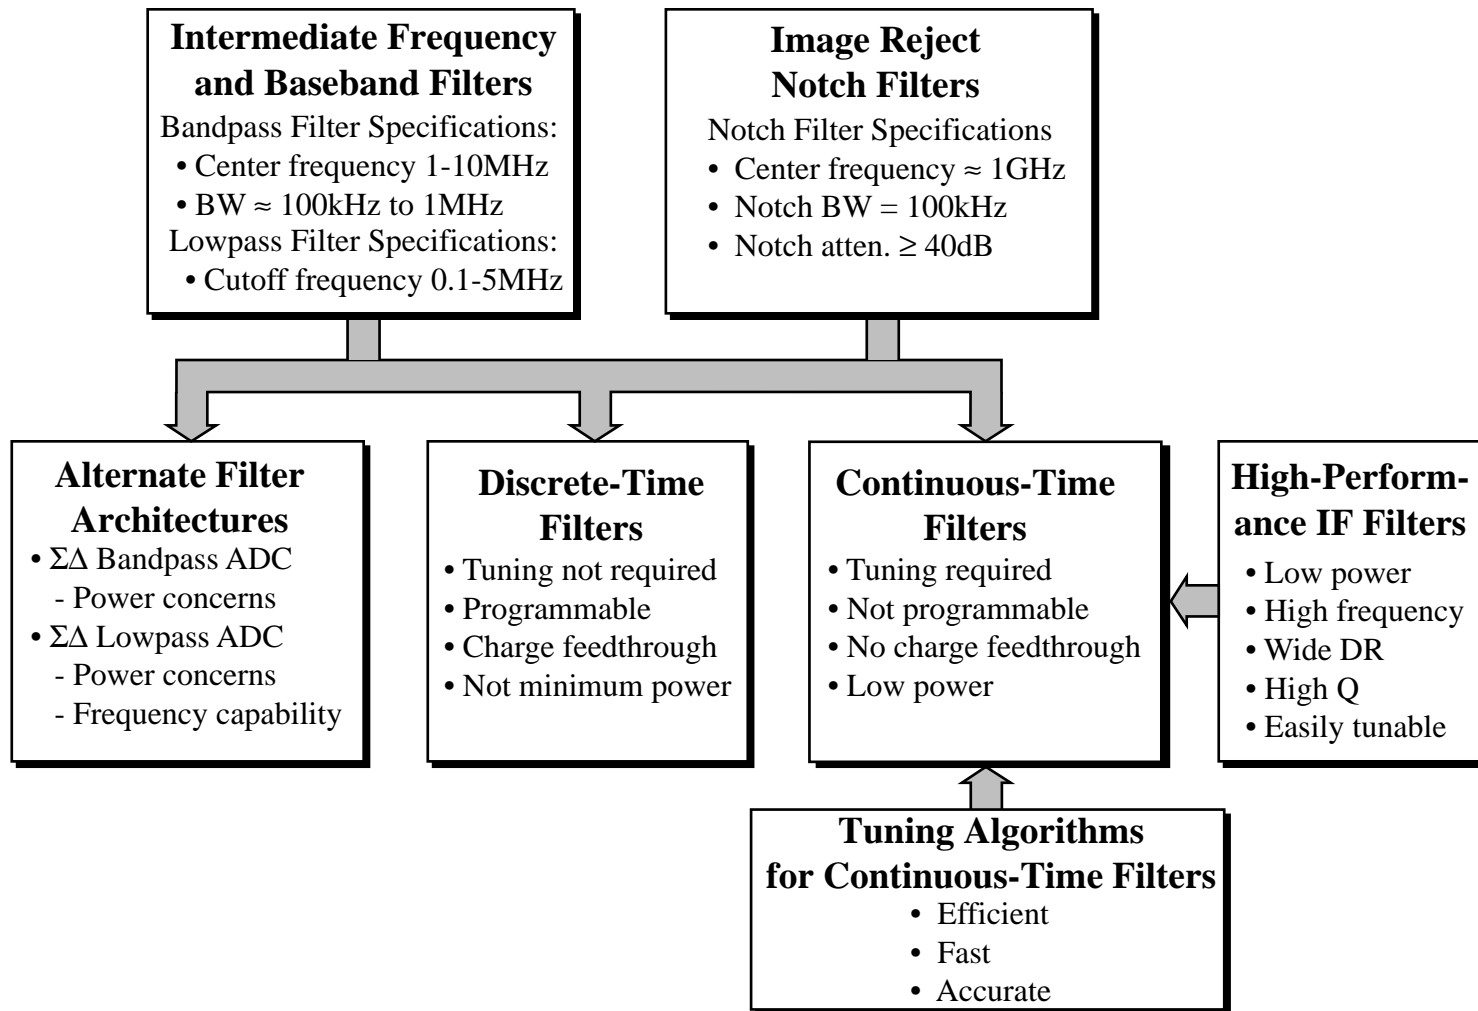 Intermediate Frequency
and Baseband Filters
Bandpass Filter Specifications:
• Center frequency 1-10MHz
• BW ≈ 100kHz to 1MHz
Lowpass Filter Specifications:
• Cutoff frequency 0.1-5MHz
Image Reject
Notch Filters
Notch Filter Specifications
• Center frequency ≈ 1GHz
• Notch BW = 100kHz
• Notch atten. ≥ 40dB
Alternate Filter
Architectures
• ΣΔ Bandpass ADC
- Power concerns
• ΣΔ Lowpass ADC
- Power concerns
- Frequency capability
Discrete-Time
Filters
• Tuning not required
• Programmable
• Charge feedthrough
• Not minimum power
Continuous-Time
Filters
• Tuning required
• Not programmable
• No charge feedthrough
• Low power
High-Perform-
ance IF Filters
• Low power
• High frequency
• Wide DR
• High Q
• Easily tunable
Tuning Algorithms
for Continuous-Time Filters
• Efficient
• Fast
• Accurate